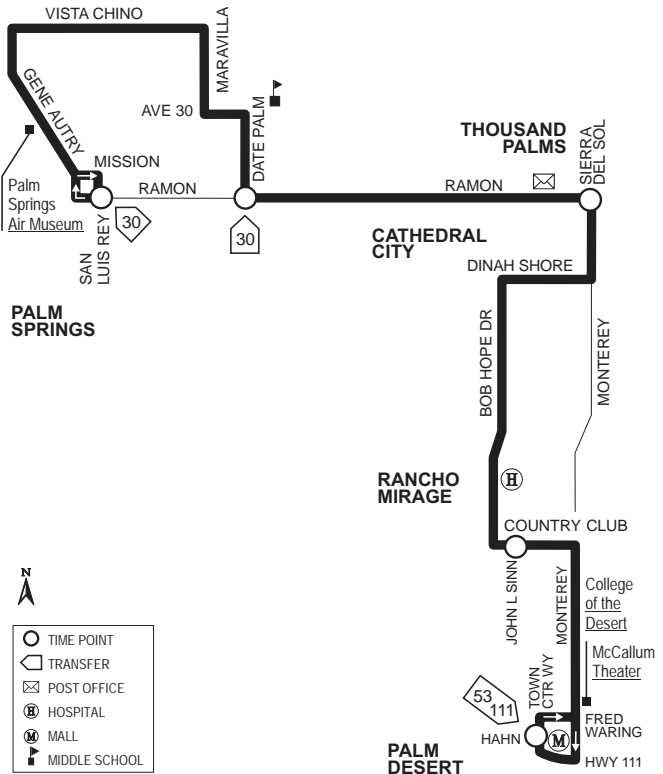 VISTA CHINO
MARAVILLA
GENE AUTRY
AVE 30
DATE PALM
MISSION
RAMON
Palm
Springs
Air Museum
SAN
LUIS REY
30
30
PALM
SPRINGS
THOUSAND
PALMS
SIERRA
DEL SOL
RAMON
CATHEDRAL
CITY
DINAH SHORE
BOB HOPE DR
MONTEREY
RANCHO
MIRAGE
H
COUNTRY CLUB
JOHN L SINN
MONTEREY
College
of the
Desert
McCallum
Theater
TOWN
CTR WY
53
111
FRED
WARING
HAHN
M
HWY 111
PALM
DESERT
N
TIME POINT
TRANSFER
POST OFFICE
H HOSPITAL
M MALL
MIDDLE SCHOOL